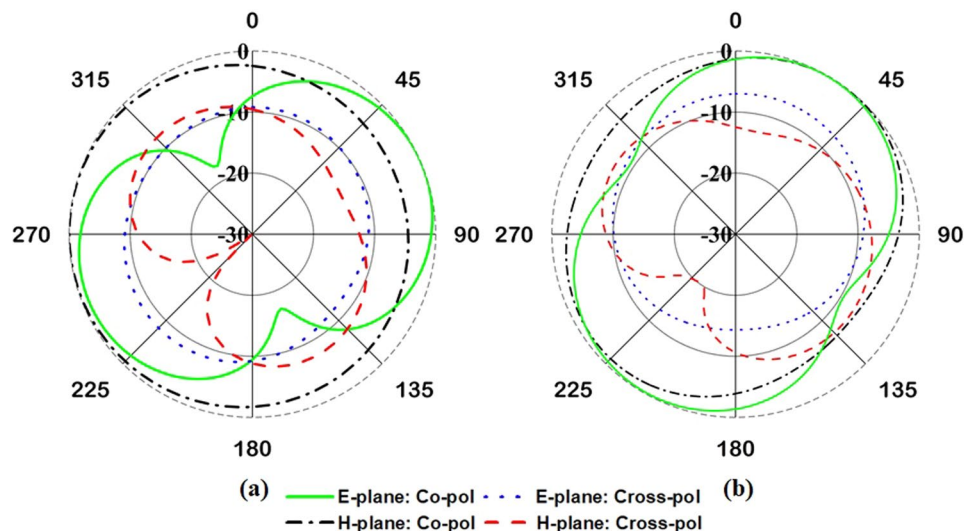 0 0
315 0 45 315 0 45
-10 -10
-20 -20
270 -30 90 270 -30 90
225 135 225 135
180 180
(a) (b)
E-plane: Co-pol E-plane: Cross-pol
H-plane: Co-pol H-plane: Cross-pol